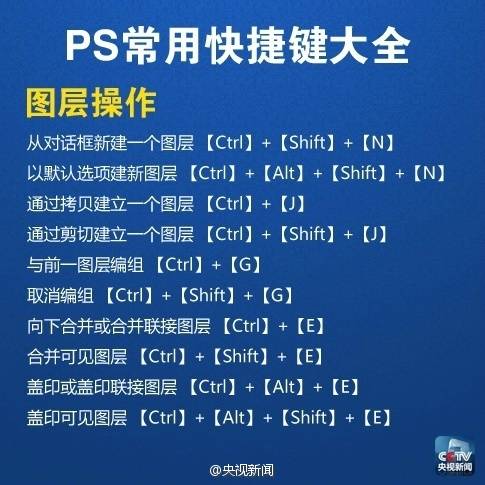 PS常用快捷键大全
图层操作
从对话框新建一个图层 【Ctrl】+【Shift】+【N】
以默认选项建新图层 【Ctrl】+【Alt】+【Shift】+【N】
通过拷贝建立一个图层 【Ctrl】+【J】
通过剪切建立一个图层 【Ctrl】+【Shift】+【J】
与前一图层编组 【Ctrl】+【G】
取消编组 【Ctrl】+【Shift】+【G】
向下合并或合并联接图层 【Ctrl】+【E】
合并可见图层 【Ctrl】+【Shift】+【E】
盖印或盖印联接图层 【Ctrl】+【Alt】+【E】
盖印可见图层 【Ctrl】+【Alt】+【Shift】+【E】
CCTV
央视新闻
@央视新闻